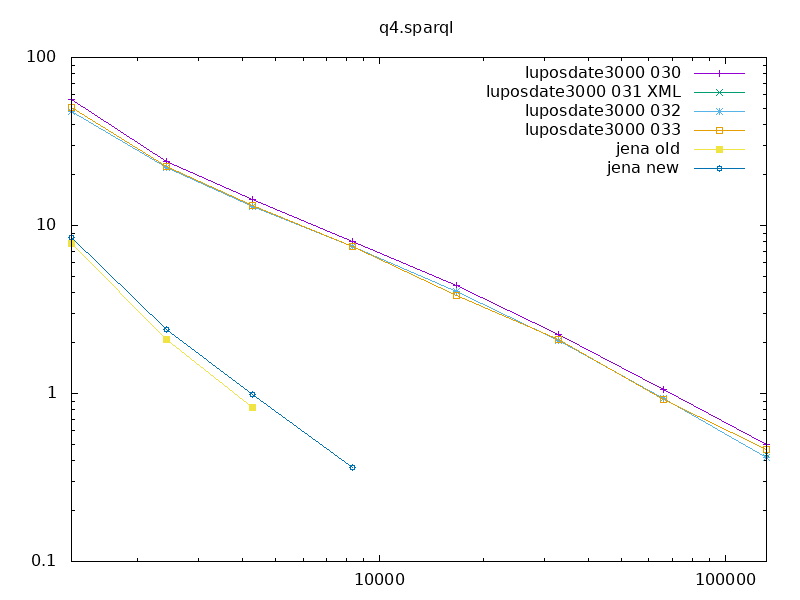 q4.sparql
100
10
1
0.1
10000
100000
luposdate3000 030
luposdate3000 031 XML
luposdate3000 032
luposdate3000 033
jena old
jena new